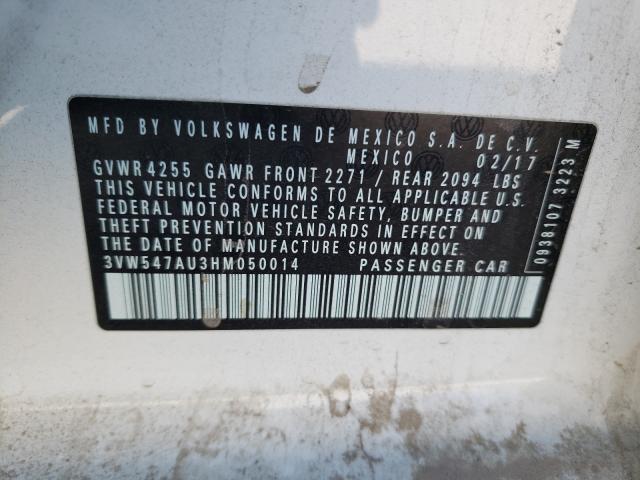 MFD BY VOLKSWAGEN DE MEXICO S.A. DE C.V.
MEXICO 02/17
GVWR 4255 GAWR FRONT 2271 / REAR 2094 LBS
THIS VEHICLE CONFORMS TO ALL APPLICABLE U.S.
FEDERAL MOTOR VEHICLE SAFETY, BUMPER AND
THEFT PREVENTION STANDARDS IN EFFECT ON
THE DATE OF MANUFACTURE SHOWN ABOVE.
3VW547AU3HM050014 PASSENGER CAR
0938107 3223 M